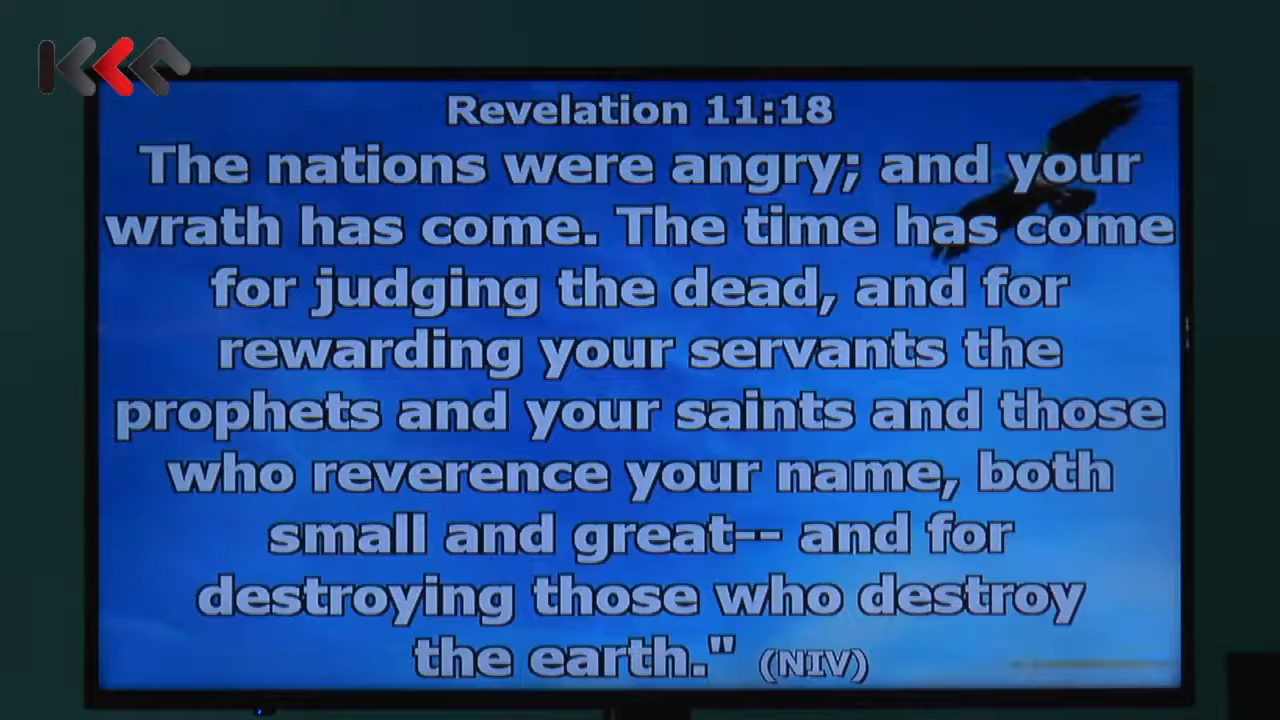 KCC
Revelation 11:18
The nations were angry; and your
wrath has come. The time has come
for judging the dead, and for
rewarding your servants the
prophets and your saints and those
who reverence your name, both
small and great-- and for
destroying those who destroy
the earth." (NIV)